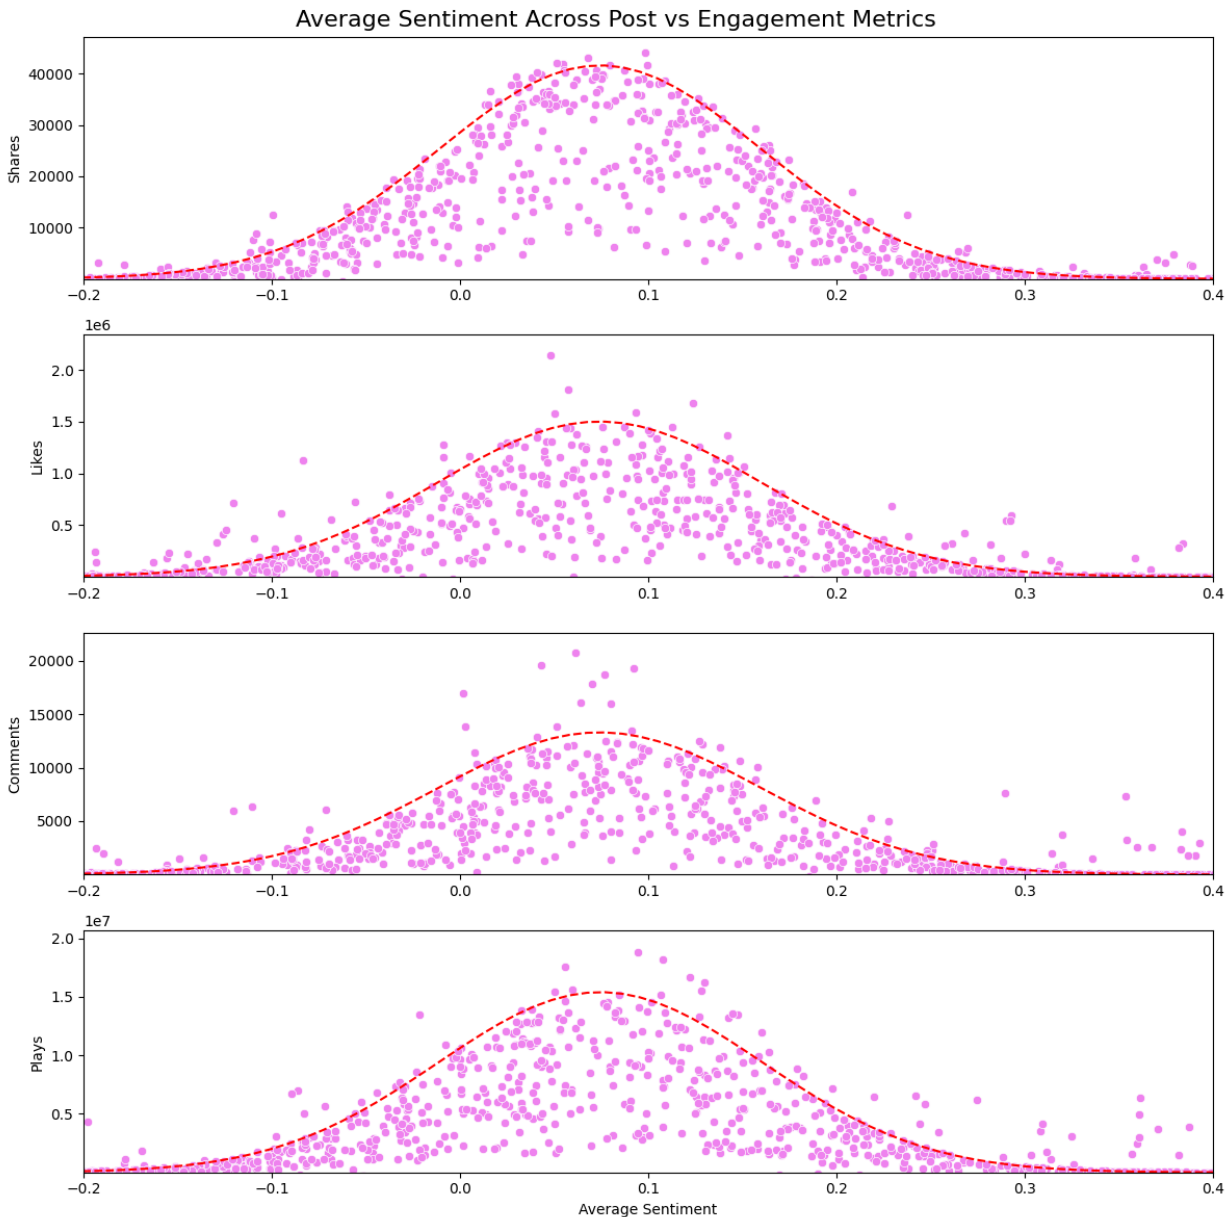 Average Sentiment Across Post vs Engagement Metrics
Shares
40000
30000
20000
10000
−0.2 −0.1 0.0 0.1 0.2 0.3 0.4
1e6
Likes
2.0
1.5
1.0
0.5
−0.2 −0.1 0.0 0.1 0.2 0.3 0.4
Comments
20000
15000
10000
5000
−0.2 −0.1 0.0 0.1 0.2 0.3 0.4
1e7
Plays
2.0
1.5
1.0
0.5
−0.2 −0.1 0.0 0.1 0.2 0.3 0.4
Average Sentiment